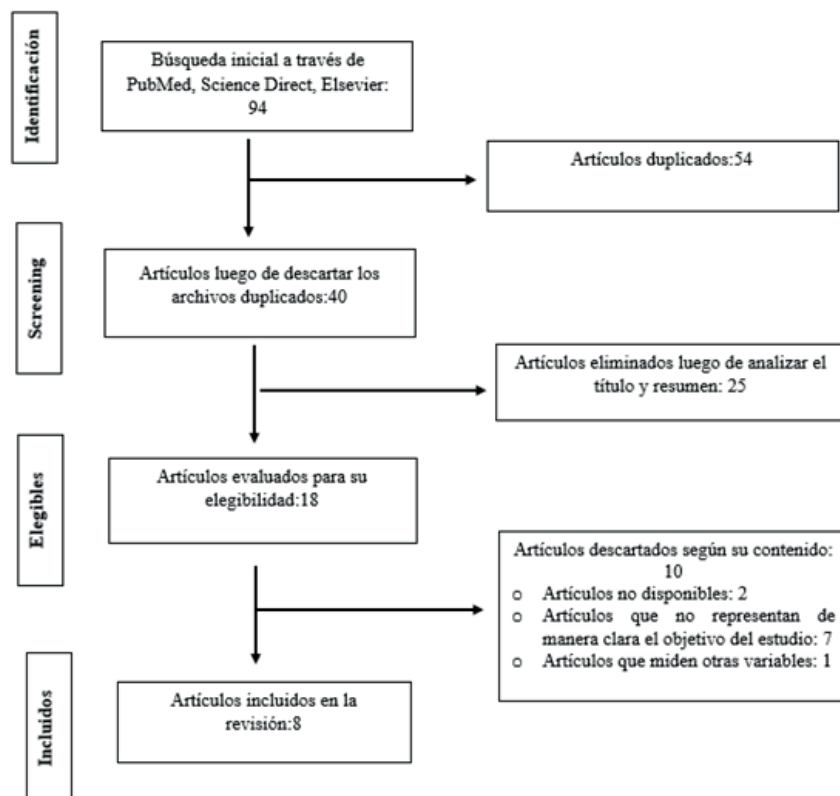 Identificación
Búsqueda inicial a través de
PubMed, Science Direct, Elsevier:
94
Artículos duplicados:54
Screening
Artículos luego de descartar los
archivos duplicados:40
Artículos eliminados luego de analizar el
título y resumen: 25
Elegibles
Artículos evaluados para su
elegibilidad:18
Artículos descartados según su contenido:
10
o Artículos no disponibles: 2
o Artículos que no representan de
manera clara el objetivo del estudio: 7
o Artículos que miden otras variables: 1
Incluidos
Artículos incluidos en la
revisión:8